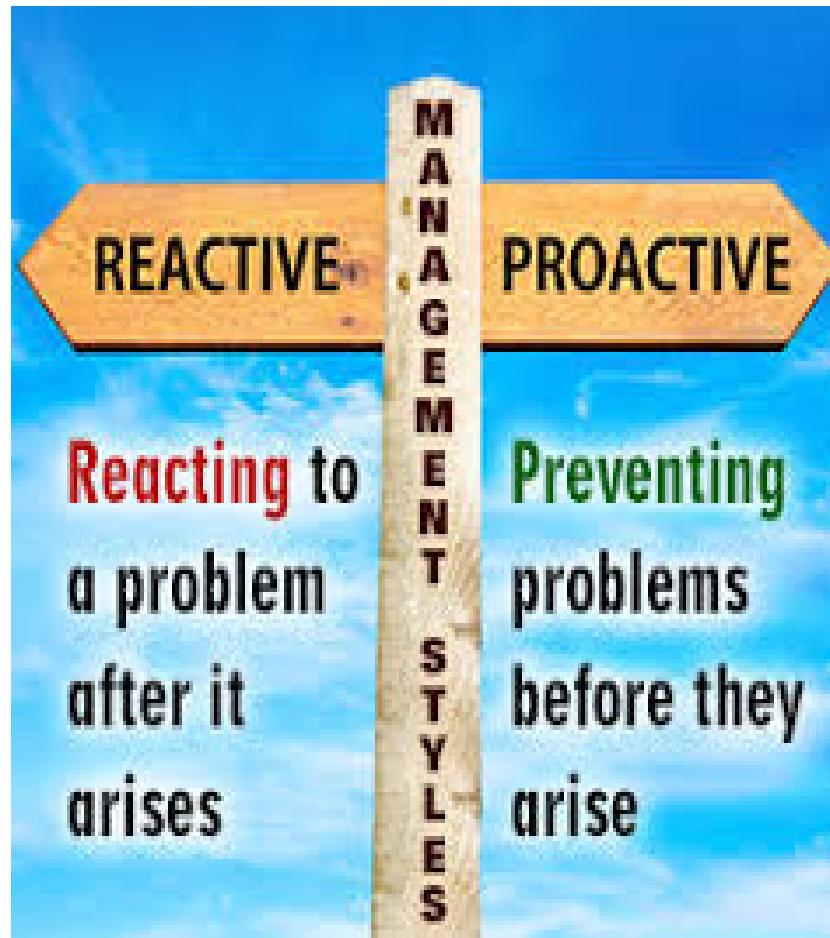 MANAGEMENT STYLES
REACTIVE
PROACTIVE
Reacting to
a problem
after it
arises
Preventing
problems
before they
arise